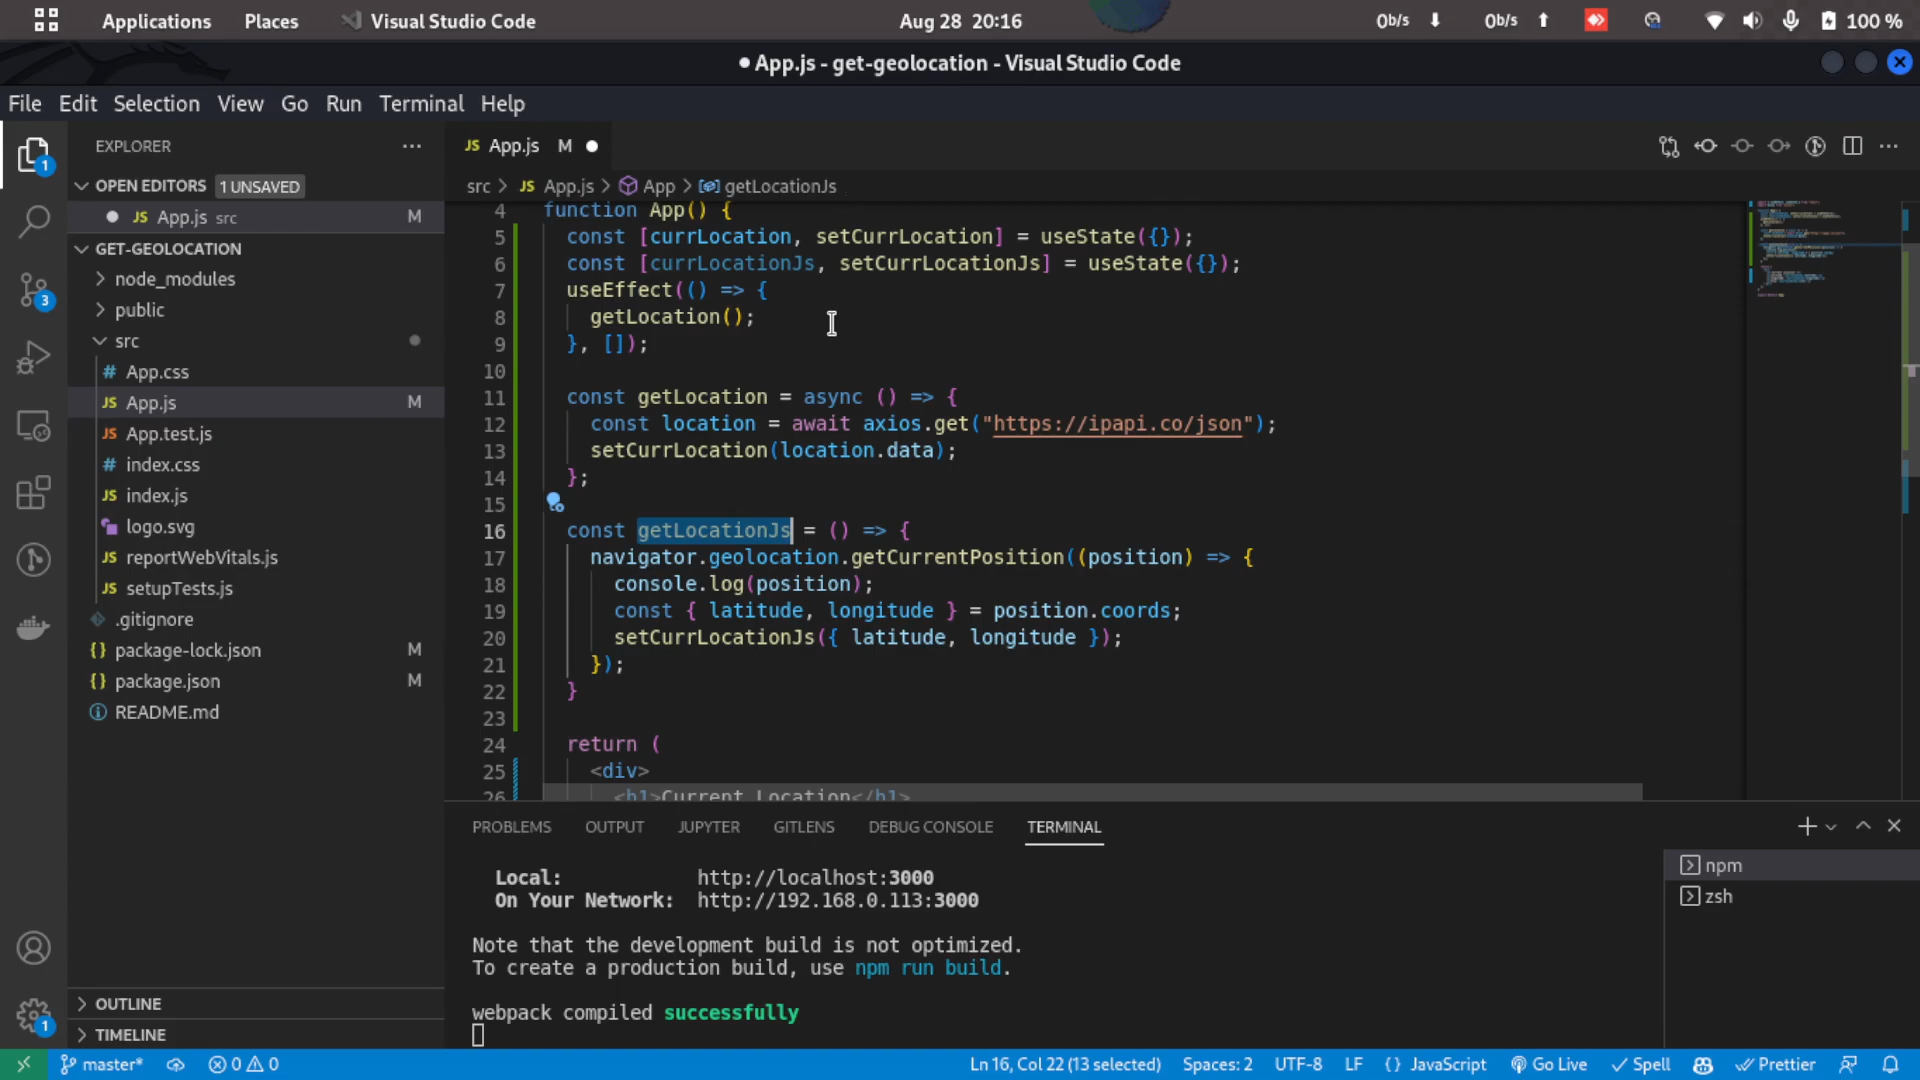 Applications Places Visual Studio Code Aug 28 20:16 0b/s 0b/s 100 %
App.js - get-geolocation - Visual Studio Code
File Edit Selection View Go Run Terminal Help
EXPLORER
OPEN EDITORS 1 UNSAVED
JS App.js src M
GET-GEOLOCATION
node_modules
public
src
# App.css
JS App.js M
JS App.test.js
# index.css
JS index.js
logo.svg
JS reportWebVitals.js
JS setupTests.js
.gitignore
{} package-lock.json M
{} package.json M
README.md
OUTLINE
TIMELINE
1
3
1
JS App.js M
src > JS App.js > App > getLocationJs
4 function App() {
5 const [currLocation, setCurrLocation] = useState({});
6 const [currLocationJs, setCurrLocationJs] = useState({});
7 useEffect(() => {
8 getLocation();
9 }, []);
10
11 const getLocation = async () => {
12 const location = await axios.get("https://ipapi.co/json");
13 setCurrLocation(location.data);
14 };
15
16 const getLocationJs = () => {
17 navigator.geolocation.getCurrentPosition((position) => {
18 console.log(position);
19 const { latitude, longitude } = position.coords;
20 setCurrLocationJs({ latitude, longitude });
21 });
22 }
23
24 return (
25 <div>
26 <h1>Current Location</h1>
PROBLEMS OUTPUT JUPYTER GITLENS DEBUG CONSOLE TERMINAL
Local: http://localhost:3000
On Your Network: http://192.168.0.113:3000
Note that the development build is not optimized.
To create a production build, use npm run build.
webpack compiled successfully
npm
zsh
master* 0 0 Ln 16, Col 22 (13 selected) Spaces: 2 UTF-8 LF {} JavaScript Go Live Spell Prettier